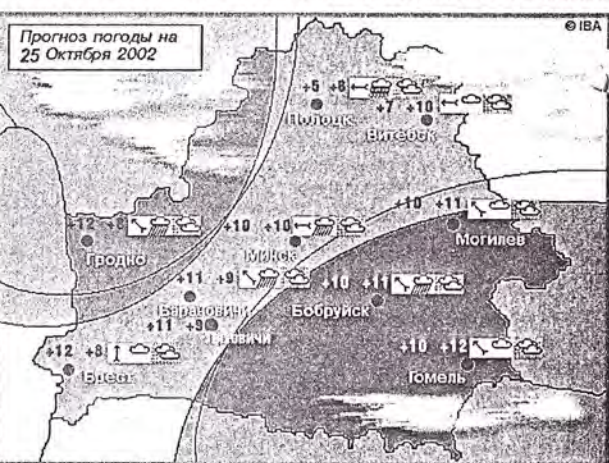 Прогноз погоды на
25 Октября 2002
© IBA
+5 +8
Полоцк
+7 +10
Витебск
+10 +11
Могилев
+12 +8
Гродно
+10 +10
Минск
+11 +9
Барановичи
+10 +11
Бобруйск
+11 +9
+10 +12
Гомель
+12 +8
Брест